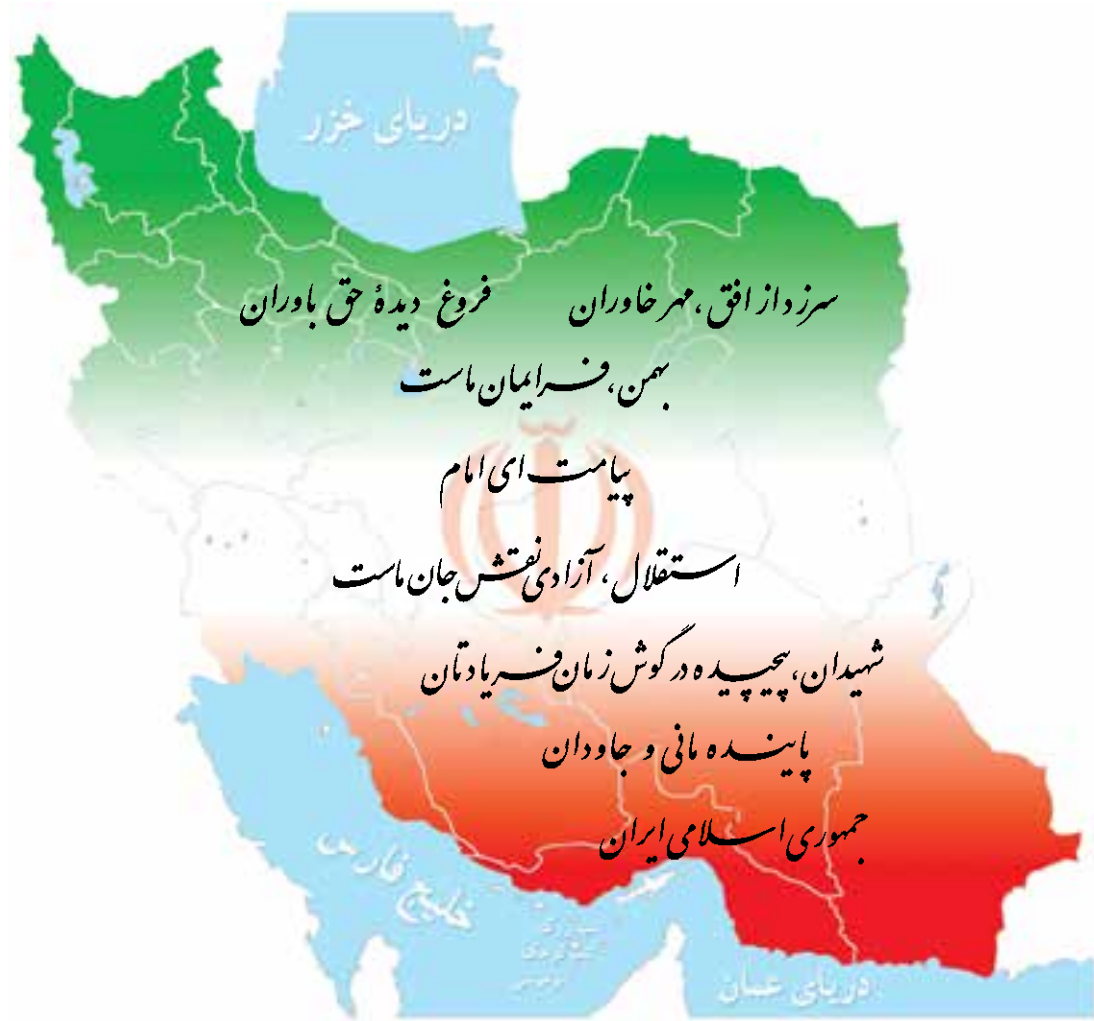 دریای خزر
سرزد از افق، مهر خاوران فروغ دیدهٔ حق باوران
بهمن، فر ایمان ماست
پیامت ای امام
استقلال، آزادی نقش جان ماست
شهیدان، پیچیده در گوش زمان فریادتان
پاینده مانی و جاودان
جمهوری اسلامی ایران
خلیج فارس
دریای عمان